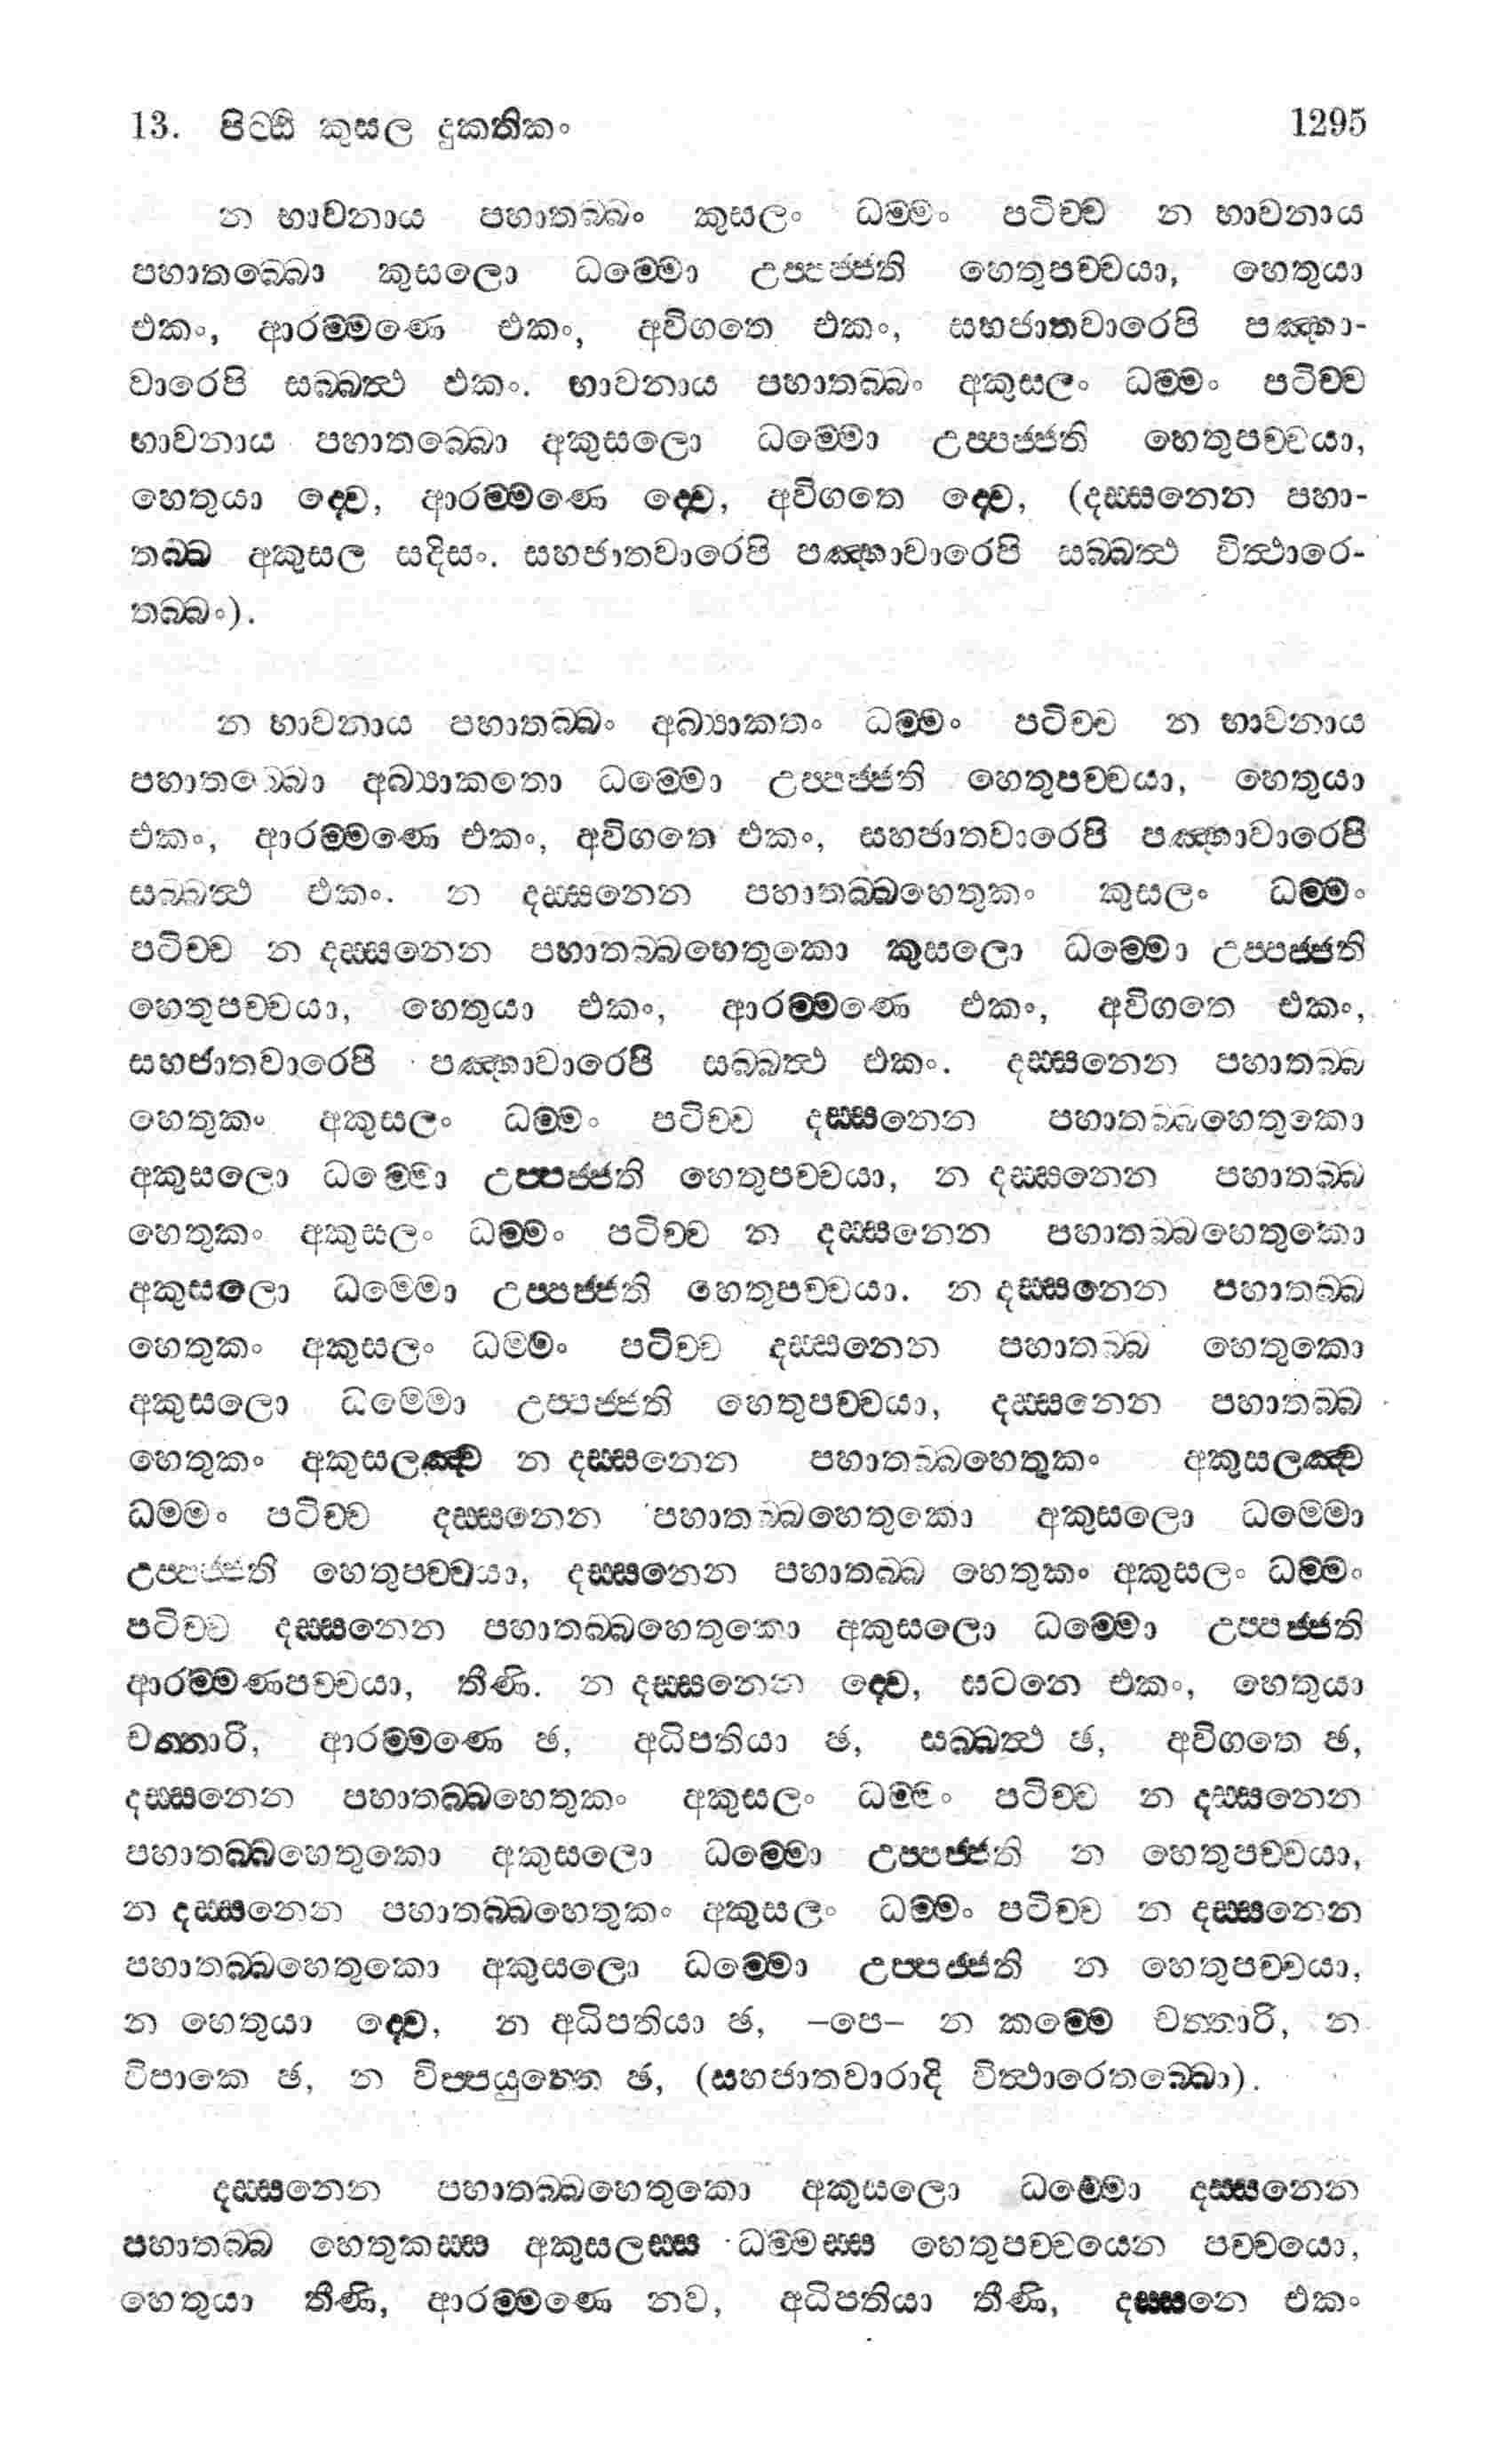 13. පිට්ඨි කුසල දුකතිකං 1295
න භාවනාය පහාතබ්බං කුසලං ධම්මං පටිච්ච න භාවනාය
පහාතබ්බො කුසලො ධම්මො උප්පජ්ජති හෙතුපච්චයා, හෙතුයා
එකං, ආරම්මණෙ එකං, අවිගතෙ එකං, සහජාතවාරෙපි පඤ්හා-
වාරෙපි සබ්බත්ථ එකං. භාවනාය පහාතබ්බං අකුසලං ධම්මං පටිච්ච
භාවනාය පහාතබ්බො අකුසලො ධම්මො උප්පජ්ජති හෙතුපච්චයා,
හෙතුයා ද්වෙ, ආරම්මණෙ ද්වෙ, අවිගතෙ ද්වෙ, (දස්සනෙන පහා-
තබ්බ අකුසල සදිසං. සහජාතවාරෙපි පඤ්හාවාරෙපි සබ්බත්ථ විත්ථාරෙ-
තබ්බං).
න භාවනාය පහාතබ්බං අබ්‍යාකතං ධම්මං පටිච්ච න භාවනාය
පහාතබ්බො අබ්‍යාකතො ධම්මො උප්පජ්ජති හෙතුපච්චයා, හෙතුයා
එකං, ආරම්මණෙ එකං, අවිගතෙ එකං, සහජාතවාරෙපි පඤ්හාවාරෙපි
සබ්බත්ථ එකං. න දස්සනෙන පහාතබ්බහෙතුකං කුසලං ධම්මං
පටිච්ච න දස්සනෙන පහාතබ්බහෙතුකො කුසලො ධම්මො උප්පජ්ජති
හෙතුපච්චයා, හෙතුයා එකං, ආරම්මණෙ එකං, අවිගතෙ එකං,
සහජාතවාරෙපි පඤ්හාවාරෙපි සබ්බත්ථ එකං. දස්සනෙන පහාතබ්බ
හෙතුකං අකුසලං ධම්මං පටිච්ච දස්සනෙන පහාතබ්බහෙතුකො
අකුසලො ධම්මො උප්පජ්ජති හෙතුපච්චයා, න දස්සනෙන පහාතබ්බ
හෙතුකං අකුසලං ධම්මං පටිච්ච න දස්සනෙන පහාතබ්බහෙතුකො
අකුසලො ධම්මො උප්පජ්ජති හෙතුපච්චයා. න දස්සනෙන පහාතබ්බ
හෙතුකං අකුසලං ධම්මං පටිච්ච දස්සනෙන පහාතබ්බ හෙතුකො
අකුසලො ධම්මො උප්පජ්ජති හෙතුපච්චයා, දස්සනෙන පහාතබ්බ
හෙතුකං අකුසලඤ්ච න දස්සනෙන පහාතබ්බහෙතුකං අකුසලඤ්ච
ධම්මං පටිච්ච දස්සනෙන පහාතබ්බහෙතුකො අකුසලො ධම්මො
උප්පජ්ජති හෙතුපච්චයා, දස්සනෙන පහාතබ්බ හෙතුකං අකුසලං ධම්මං
පටිච්ච දස්සනෙන පහාතබ්බහෙතුකො අකුසලො ධම්මො උප්පජ්ජති
ආරම්මණපච්චයා, තීණි. න දස්සනෙන ද්වෙ, ඝටනෙ එකං, හෙතුයා
චත්තාරි, ආරම්මණෙ ඡ, අධිපතියා ඡ, සබ්බත්ථ ඡ, අවිගතෙ ඡ,
දස්සනෙන පහාතබ්බහෙතුකං අකුසලං ධම්මං පටිච්ච න දස්සනෙන
පහාතබ්බහෙතුකො අකුසලො ධම්මො උප්පජ්ජති න හෙතුපච්චයා,
න දස්සනෙන පහාතබ්බහෙතුකං අකුසලං ධම්මං පටිච්ච න දස්සනෙන
පහාතබ්බහෙතුකො අකුසලො ධම්මො උප්පජ්ජති න හෙතුපච්චයා,
න හෙතුයා ද්වෙ, න අධිපතියා ඡ, –පෙ– න කම්මෙ චත්තාරි, න
විපාකෙ ඡ, න විප්පයුත්තෙ ඡ, (සහජාතවාරාදි විත්ථාරෙතබ්බො).
දස්සනෙන පහාතබ්බහෙතුකො අකුසලො ධම්මො දස්සනෙන
පහාතබ්බ හෙතුකස්ස අකුසලස්ස ධම්මස්ස හෙතුපච්චයෙන පච්චයො,
හෙතුයා තීණි, ආරම්මණෙ නව, අධිපතියා තීණි, දස්සනෙ එකං